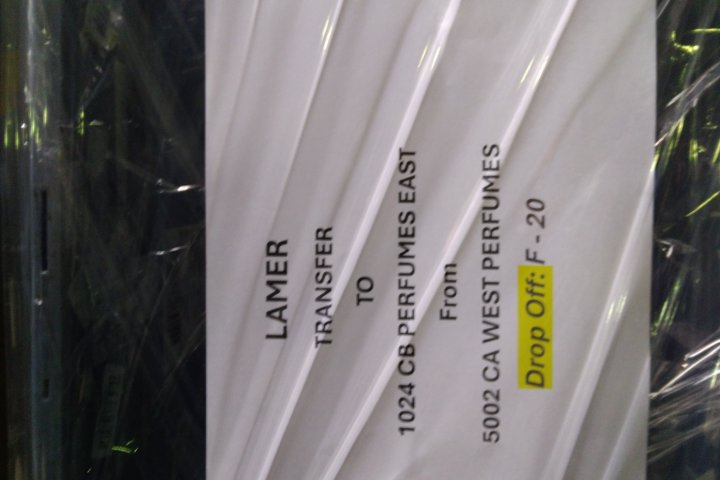 LAMER
TRANSFER
TO
1024 CB PERFUMES EAST
From
5002 CA WEST PERFUMES
Drop Off: F - 20